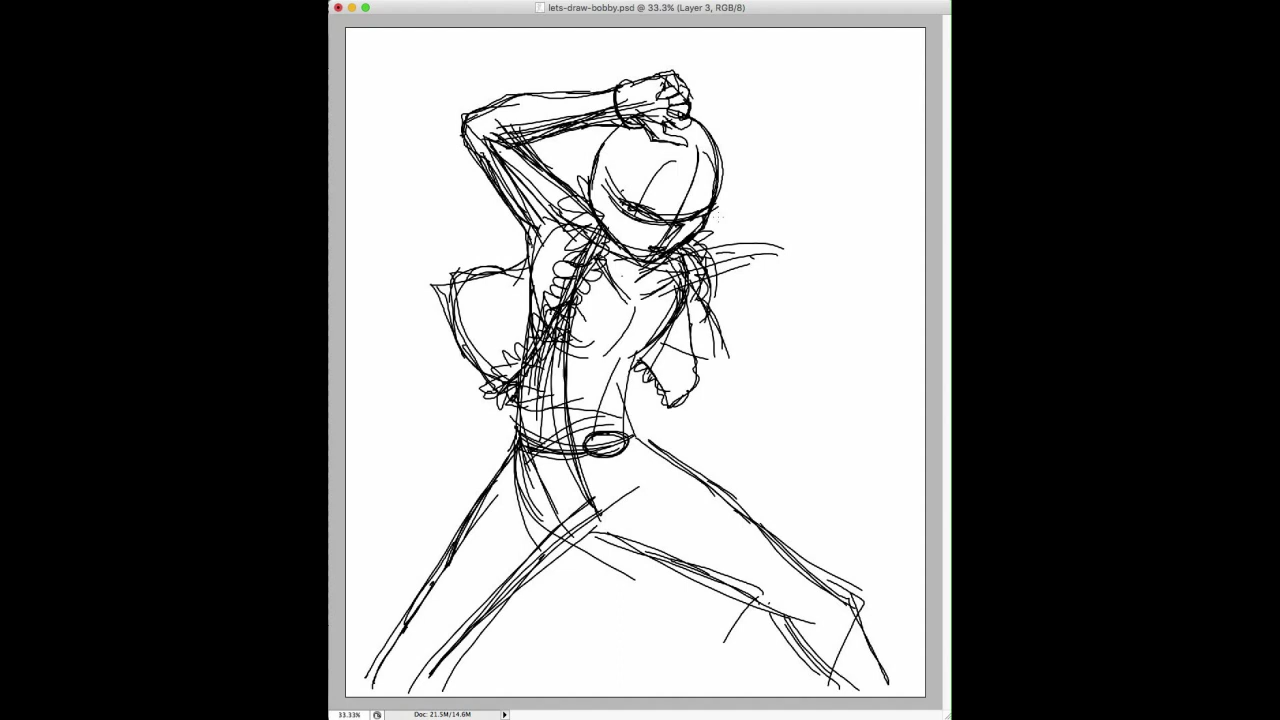 lets-draw-bobby.psd @ 33.3% (Layer 3, RGB/8)
33.33% Doc: 21.5M/14.6M